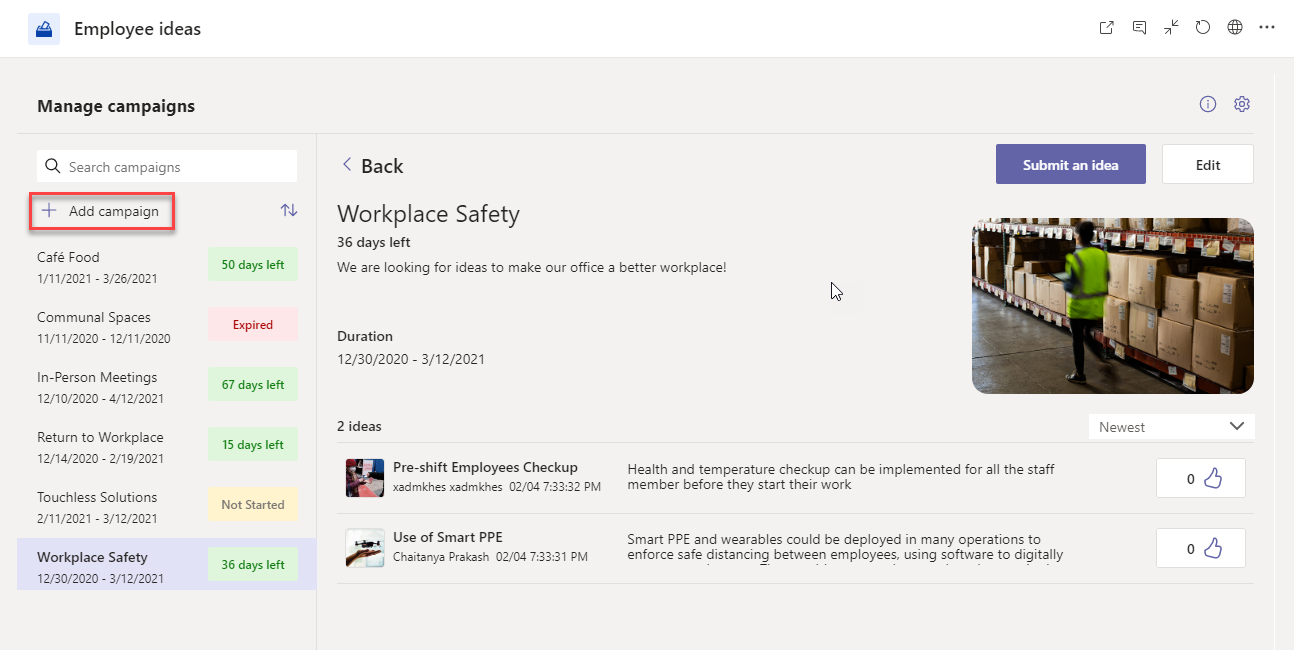 Employee ideas
Manage campaigns
Search campaigns
Add campaign
Café Food
1/11/2021 - 3/26/2021
50 days left
Communal Spaces
11/11/2020 - 12/11/2020
Expired
In-Person Meetings
12/10/2020 - 4/12/2021
67 days left
Return to Workplace
12/14/2020 - 2/19/2021
15 days left
Touchless Solutions
2/11/2021 - 3/12/2021
Not Started
Workplace Safety
12/30/2020 - 3/12/2021
36 days left
Back
Submit an idea
Edit
Workplace Safety
36 days left
We are looking for ideas to make our office a better workplace!
Duration
12/30/2020 - 3/12/2021
2 ideas
Newest
Pre-shift Employees Checkup
xadmkhes xadmkhes 02/04 7:33:32 PM
Health and temperature checkup can be implemented for all the staff
member before they start their work
0
Use of Smart PPE
Chaitanya Prakash 02/04 7:33:31 PM
Smart PPE and wearables could be deployed in many operations to
enforce safe distancing between employees, using software to digitally
0